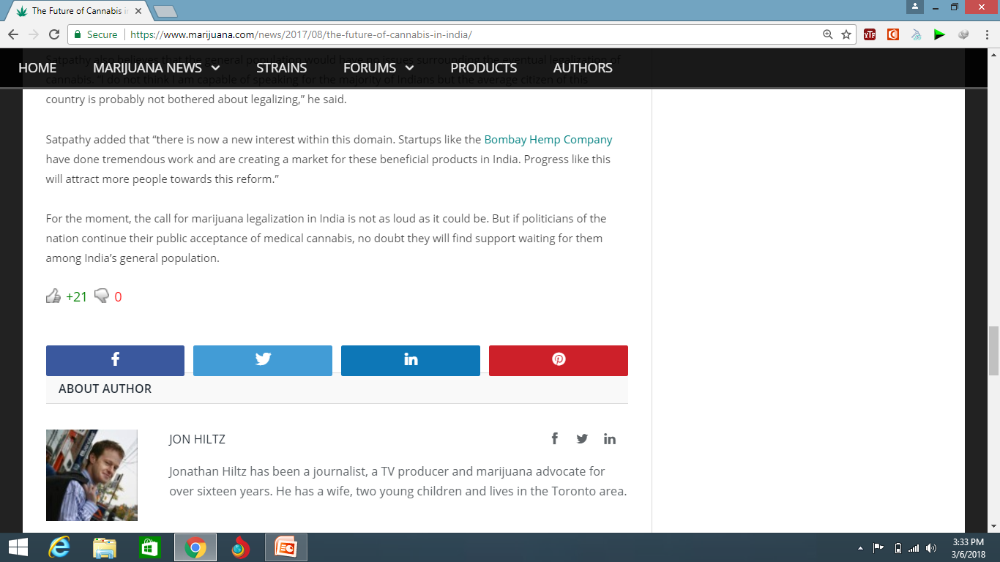 The Future of Cannabis in
Secure https://www.marijuana.com/news/2017/08/the-future-of-cannabis-in-india/
HOME MARIJUANA NEWS STRAINS FORUMS PRODUCTS AUTHORS
Satpathy also believes that the general population would have no issues surrounding the eventual legalization of
cannabis. “I do not think I am capable of speaking for the majority of Indians but the average citizen of this
country is probably not bothered about legalizing,” he said.
Satpathy added that “there is now a new interest within this domain. Startups like the Bombay Hemp Company
have done tremendous work and are creating a market for these beneficial products in India. Progress like this
will attract more people towards this reform.”
For the moment, the call for marijuana legalization in India is not as loud as it could be. But if politicians of the
nation continue their public acceptance of medical cannabis, no doubt they will find support waiting for them
among India’s general population.
+21 0
ABOUT AUTHOR
JON HILTZ
Jonathan Hiltz has been a journalist, a TV producer and marijuana advocate for
over sixteen years. He has a wife, two young children and lives in the Toronto area.
3:33 PM
3/6/2018